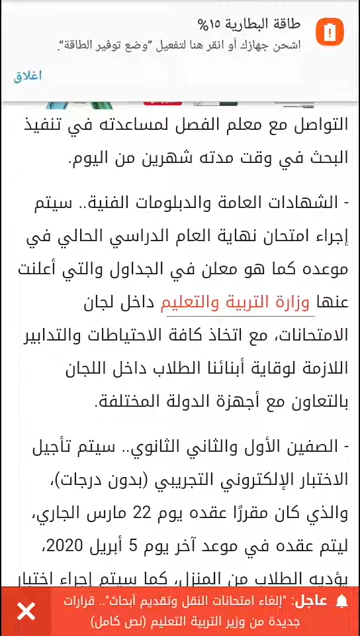 طاقة البطارية ١٥%
اشحن جهازك أو انقر هنا لتفعيل "وضع توفير الطاقة".
اغلاق
التواصل مع معلم الفصل لمساعدته في تنفيذ
البحث في وقت مدته شهرين من اليوم.
- الشهادات العامة والدبلومات الفنية.. سيتم
إجراء امتحان نهاية العام الدراسي الحالي في
موعده كما هو معلن في الجداول والتي أعلنت
عنها وزارة التربية والتعليم داخل لجان
الامتحانات، مع اتخاذ كافة الاحتياطات والتدابير
اللازمة لوقاية أبنائنا الطلاب داخل اللجان
بالتعاون مع أجهزة الدولة المختلفة.
- الصفين الأول والثاني الثانوي.. سيتم تأجيل
الاختبار الإلكتروني التجريبي (بدون درجات)،
والذي كان مقررًا عقده يوم 22 مارس الجاري،
ليتم عقده في موعد آخر يوم 5 أبريل 2020،
يؤديه الطلاب من المنزل، كما سيتم إجراء اختبار
عاجل: "إلغاء امتحانات النقل وتقديم أبحاث".. قرارات
جديدة من وزير التربية التعليم (نص كامل)